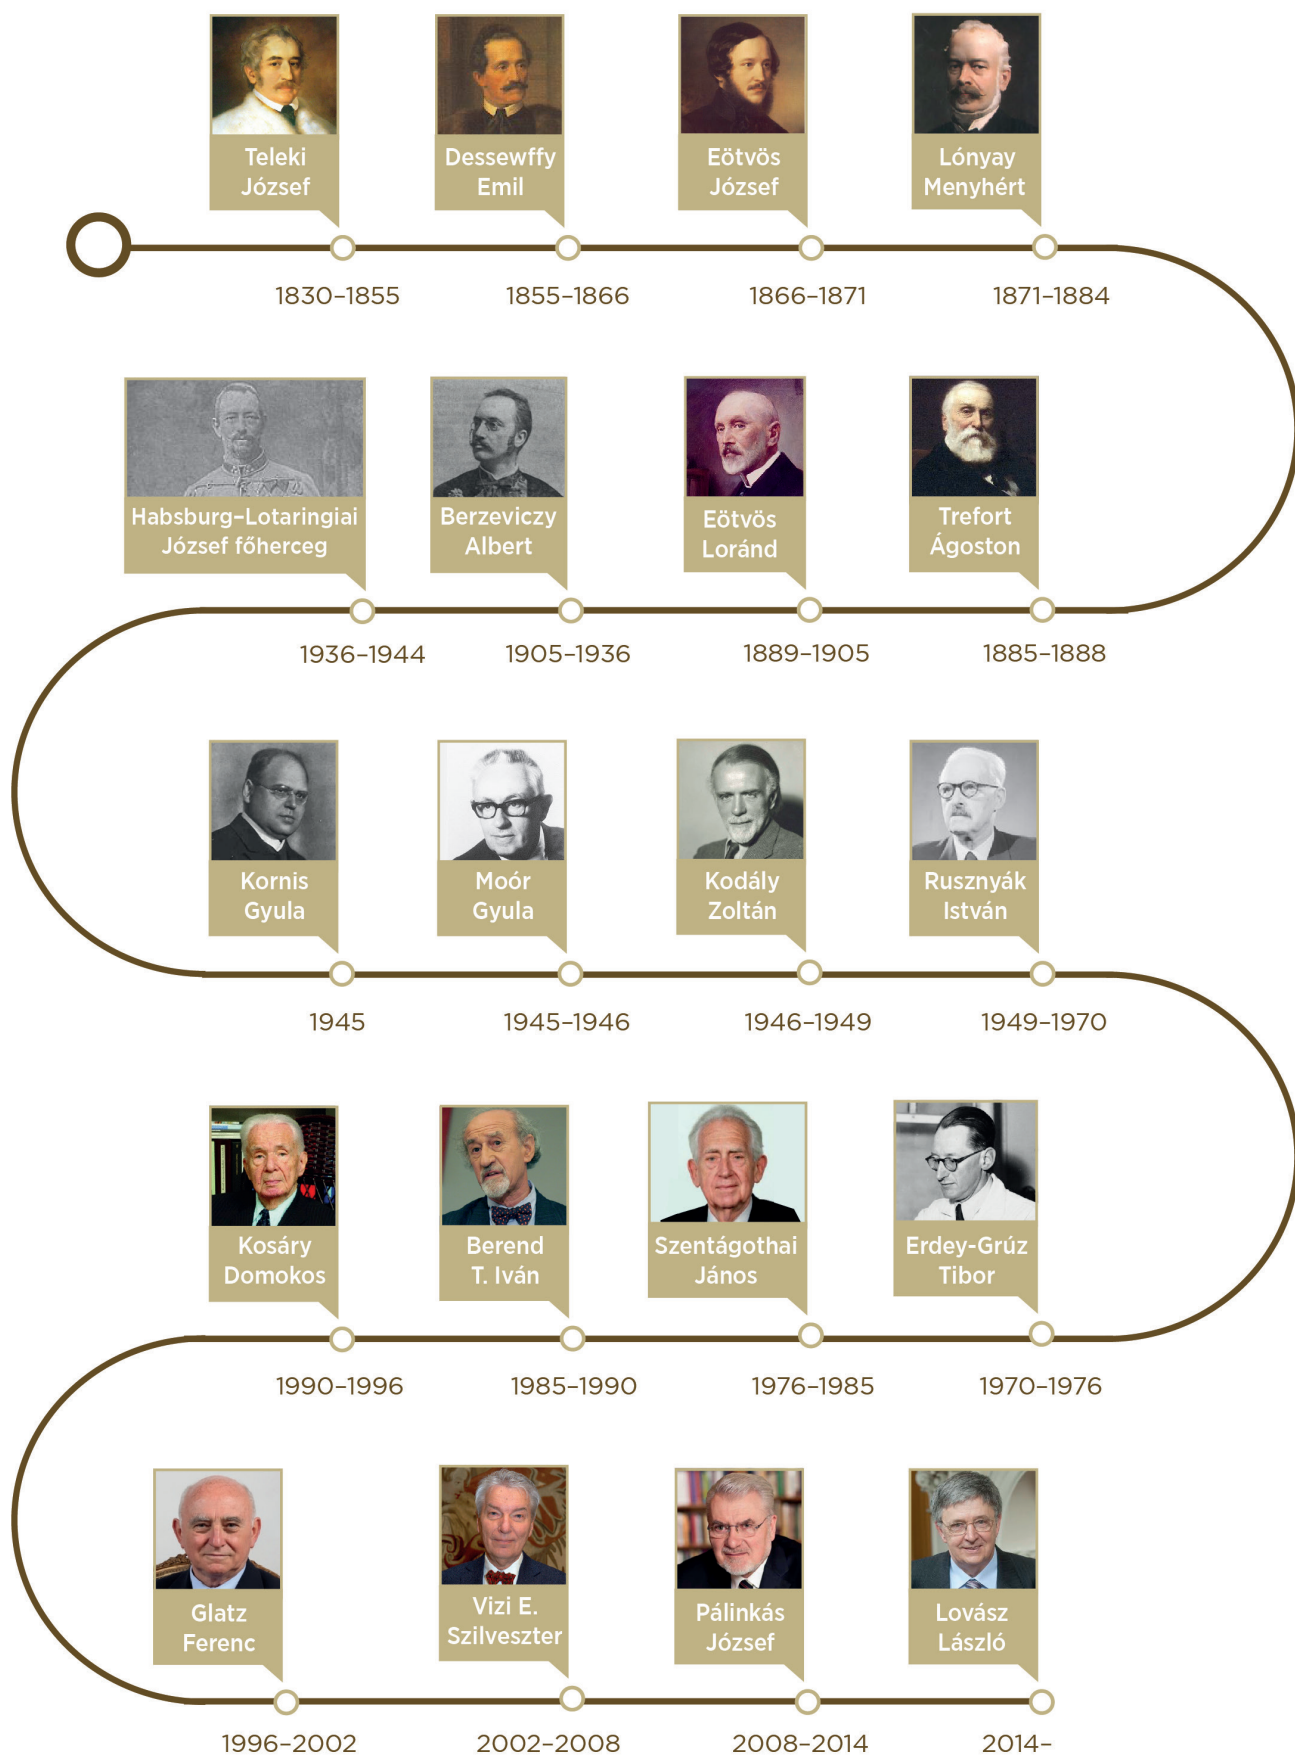 Teleki
József
Dessewffy
Emil
Eötvös
József
Lónyay
Menyhért
1830–1855
1855–1866
1866–1871
1871–1884
Habsburg–Lotaringiai
József főherceg
Berzeviczy
Albert
Eötvös
Loránd
Trefort
Ágoston
1936–1944
1905–1936
1889–1905
1885–1888
Kornis
Gyula
Moór
Gyula
Kodály
Zoltán
Rusznyák
István
1945
1945–1946
1946–1949
1949–1970
Kosáry
Domokos
Berend
T. Iván
Szentágothai
János
Erdey-Grúz
Tibor
1990–1996
1985–1990
1976–1985
1970–1976
Glatz
Ferenc
Vizi E.
Szilveszter
Pálinkás
József
Lovász
László
1996–2002
2002–2008
2008–2014
2014–